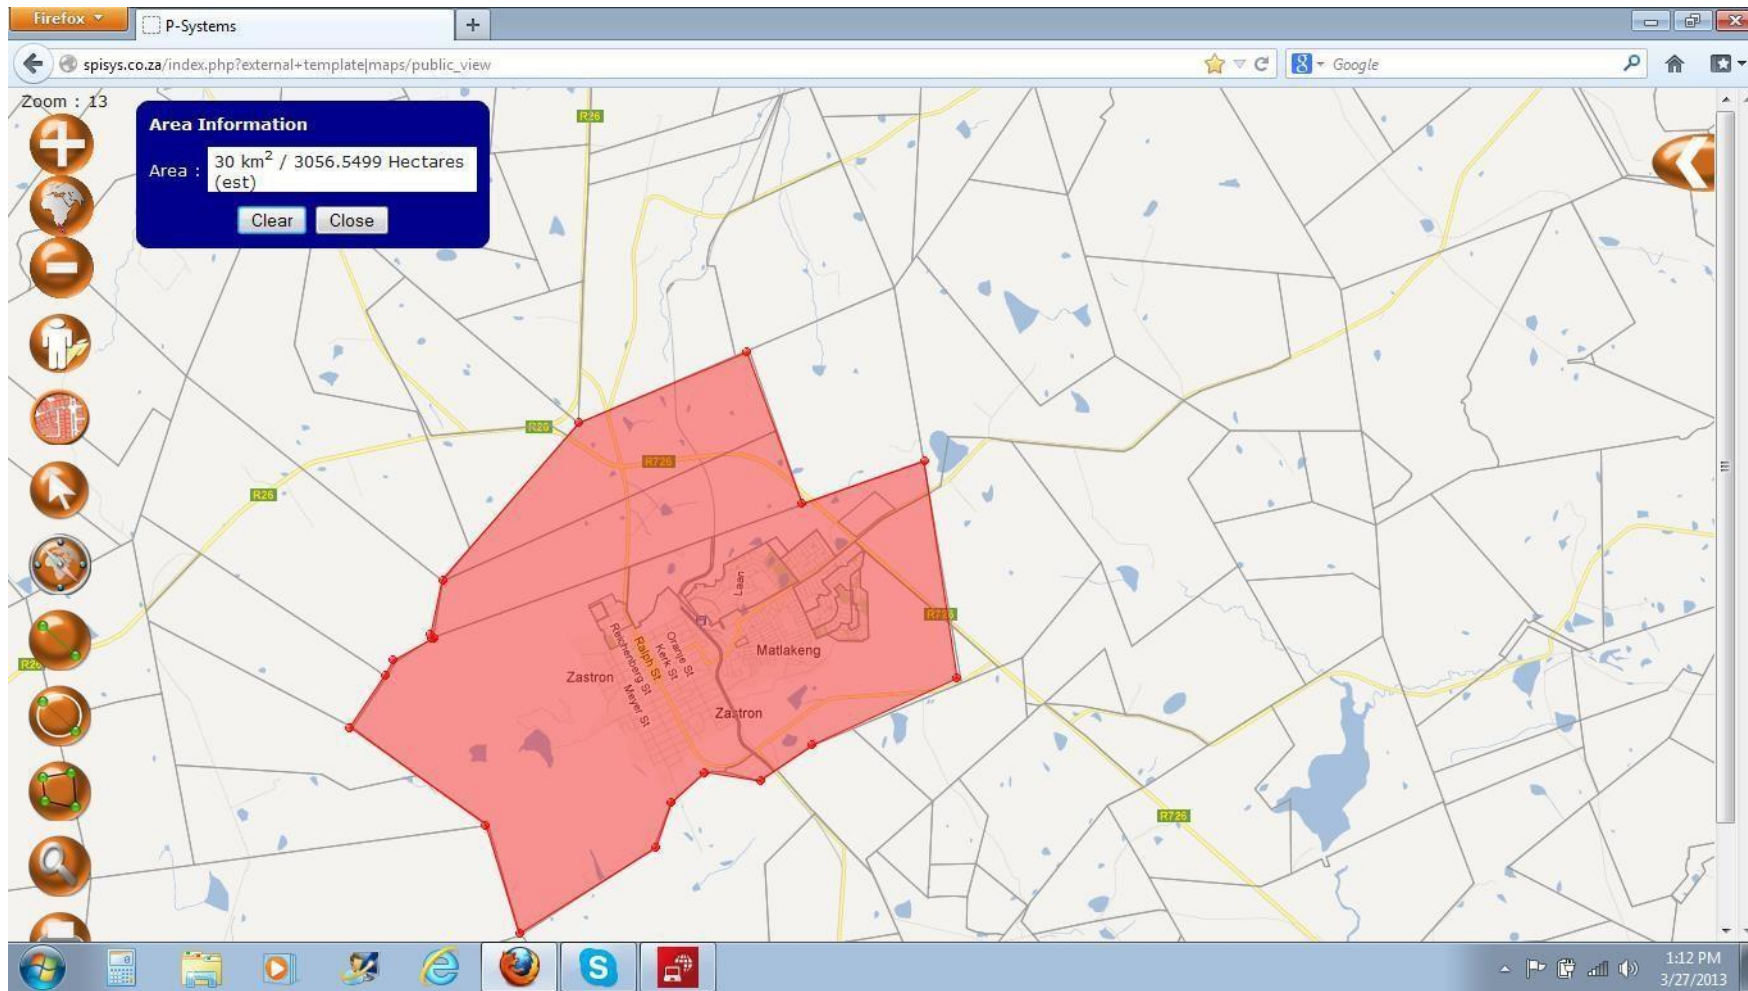 Firefox
P-Systems
spisys.co.za/index.php?external+template|maps/public_view
Google
Zoom : 13
Area Information
Area :
30 km² / 3056.5499 Hectares
(est)
Clear
Close
R26
R26
R726
R26
R726
R26
Laan
Matlakeng
Oranje St
Kerk St
Ralph St
Reichenberg St
Meyer St
Zastron
Zastron
R726
1:12 PM
3/27/2013